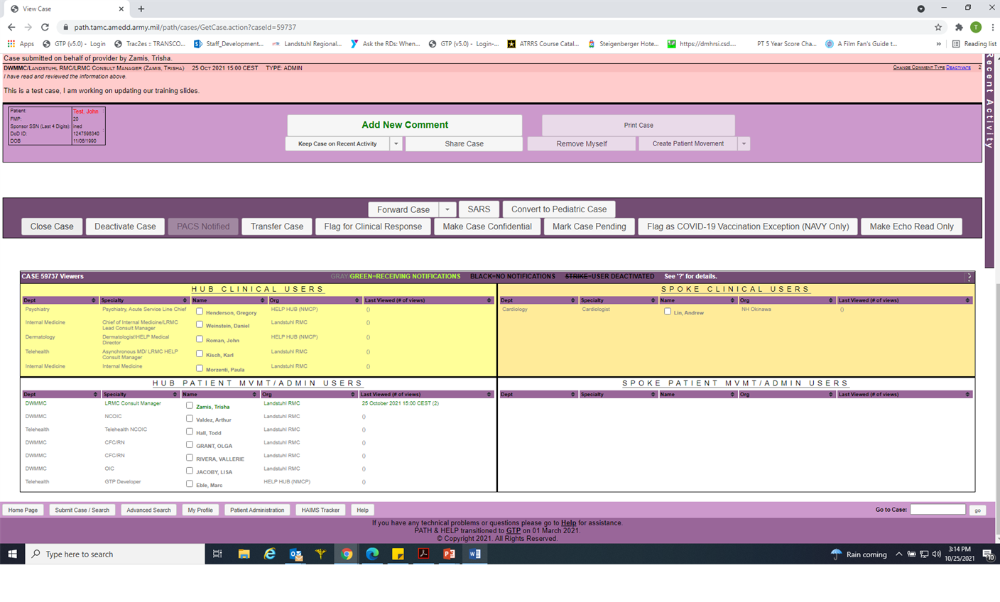 View Case
path.tamc.amedd.army.mil/path/cases/GetCase.action?caseId=59737
T
Apps GTP (v5.0) - Login Trac2es :: TRANSCO... Staff_Development... Landstuhl Regional... Ask the RDs: When... GTP (v5.0) - Login-... ATRRS Course Catal... Steigenberger Hote... https://dmhrsi.csd.... PT 5 Year Score Cha... A Film Fan's Guide t... » Reading list
Case submitted on behalf of provider by Zamis, Trisha.
DWMMC/Landstuhl RMC/LRMC Consult Manager (Zamis, Trisha) 25 Oct 2021 15:00 CEST TYPE: ADMIN Change Comment Type Deactivate 2
I have read and reviewed the information above.
This is a test case, I am working on updating our training slides.
Recent Activity
Patient: Test, John
FMP: 20
Sponsor SSN (Last 4 Digits): ined
DoD ID: 1247596340
DOB 11/06/1990
Add New Comment Print Case
Keep Case on Recent Activity Share Case Remove Myself Create Patient Movement
Forward Case SARS Convert to Pediatric Case
Close Case Deactivate Case PACS Notified Transfer Case Flag for Clinical Response Make Case Confidential Mark Case Pending Flag as COVID-19 Vaccination Exception (NAVY Only) Make Echo Read Only
CASE 59737 Viewers GRAY GREEN=RECEIVING NOTIFICATIONS BLACK=NO NOTIFICATIONS STRIKE=USER DEACTIVATED See '?' for details. ?
HUB CLINICAL USERS
Dept Specialty Name Org Last Viewed (# of views)
Psychiatry Psychiatry, Acute Service Line Chief Henderson, Gregory HELP HUB (NMCP) ()
Internal Medicine Chief of Internal Medicine/LRMC Lead Consult Manager Weinstein, Daniel Landstuhl RMC ()
Dermatology Dermatologist\HELP Medical Director Roman, John HELP HUB (NMCP) ()
Telehealth Asynchronous MD/ LRMC HELP Consult Manager Kisch, Karl Landstuhl RMC ()
Internal Medicine Internal Medicine Morzenti, Paula Landstuhl RMC ()
SPOKE CLINICAL USERS
Dept Specialty Name Org Last Viewed (# of views)
Cardiology Cardiologist Lin, Andrew NH Okinawa ()
HUB PATIENT MVMT/ADMIN USERS
Dept Specialty Name Org Last Viewed (# of views)
DWMMC LRMC Consult Manager Zamis, Trisha Landstuhl RMC 25 October 2021 15:00 CEST (2)
DWMMC NCOIC Valdez, Arthur Landstuhl RMC ()
Telehealth Telehealth NCOIC Hall, Todd Landstuhl RMC ()
DWMMC CFC/RN GRANT, OLGA Landstuhl RMC ()
DWMMC CFC/RN RIVERA, VALLERIE Landstuhl RMC ()
DWMMC OIC JACOBY, LISA Landstuhl RMC ()
Telehealth GTP Developer Eble, Marc HELP HUB (NMCP) ()
SPOKE PATIENT MVMT/ADMIN USERS
Dept Specialty Name Org Last Viewed (# of views)
Home Page Submit Case / Search Advanced Search My Profile Patient Administration HAIMS Tracker Help Go to Case: go
If you have any technical problems or questions please go to Help for assistance.
PATH & HELP transitioned to GTP on 01 March 2021.
© Copyright 2021. All Rights Reserved.
Type here to search Rain coming 3:14 PM
10/25/2021 10